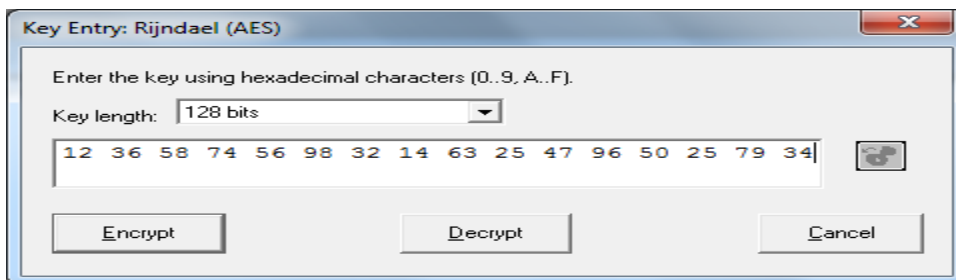 Key Entry: Rijndael (AES)
Enter the key using hexadecimal characters (0..9, A..F).
Key length: 128 bits
12 36 58 74 56 98 32 14 63 25 47 96 50 25 79 34
Encrypt Decrypt Cancel